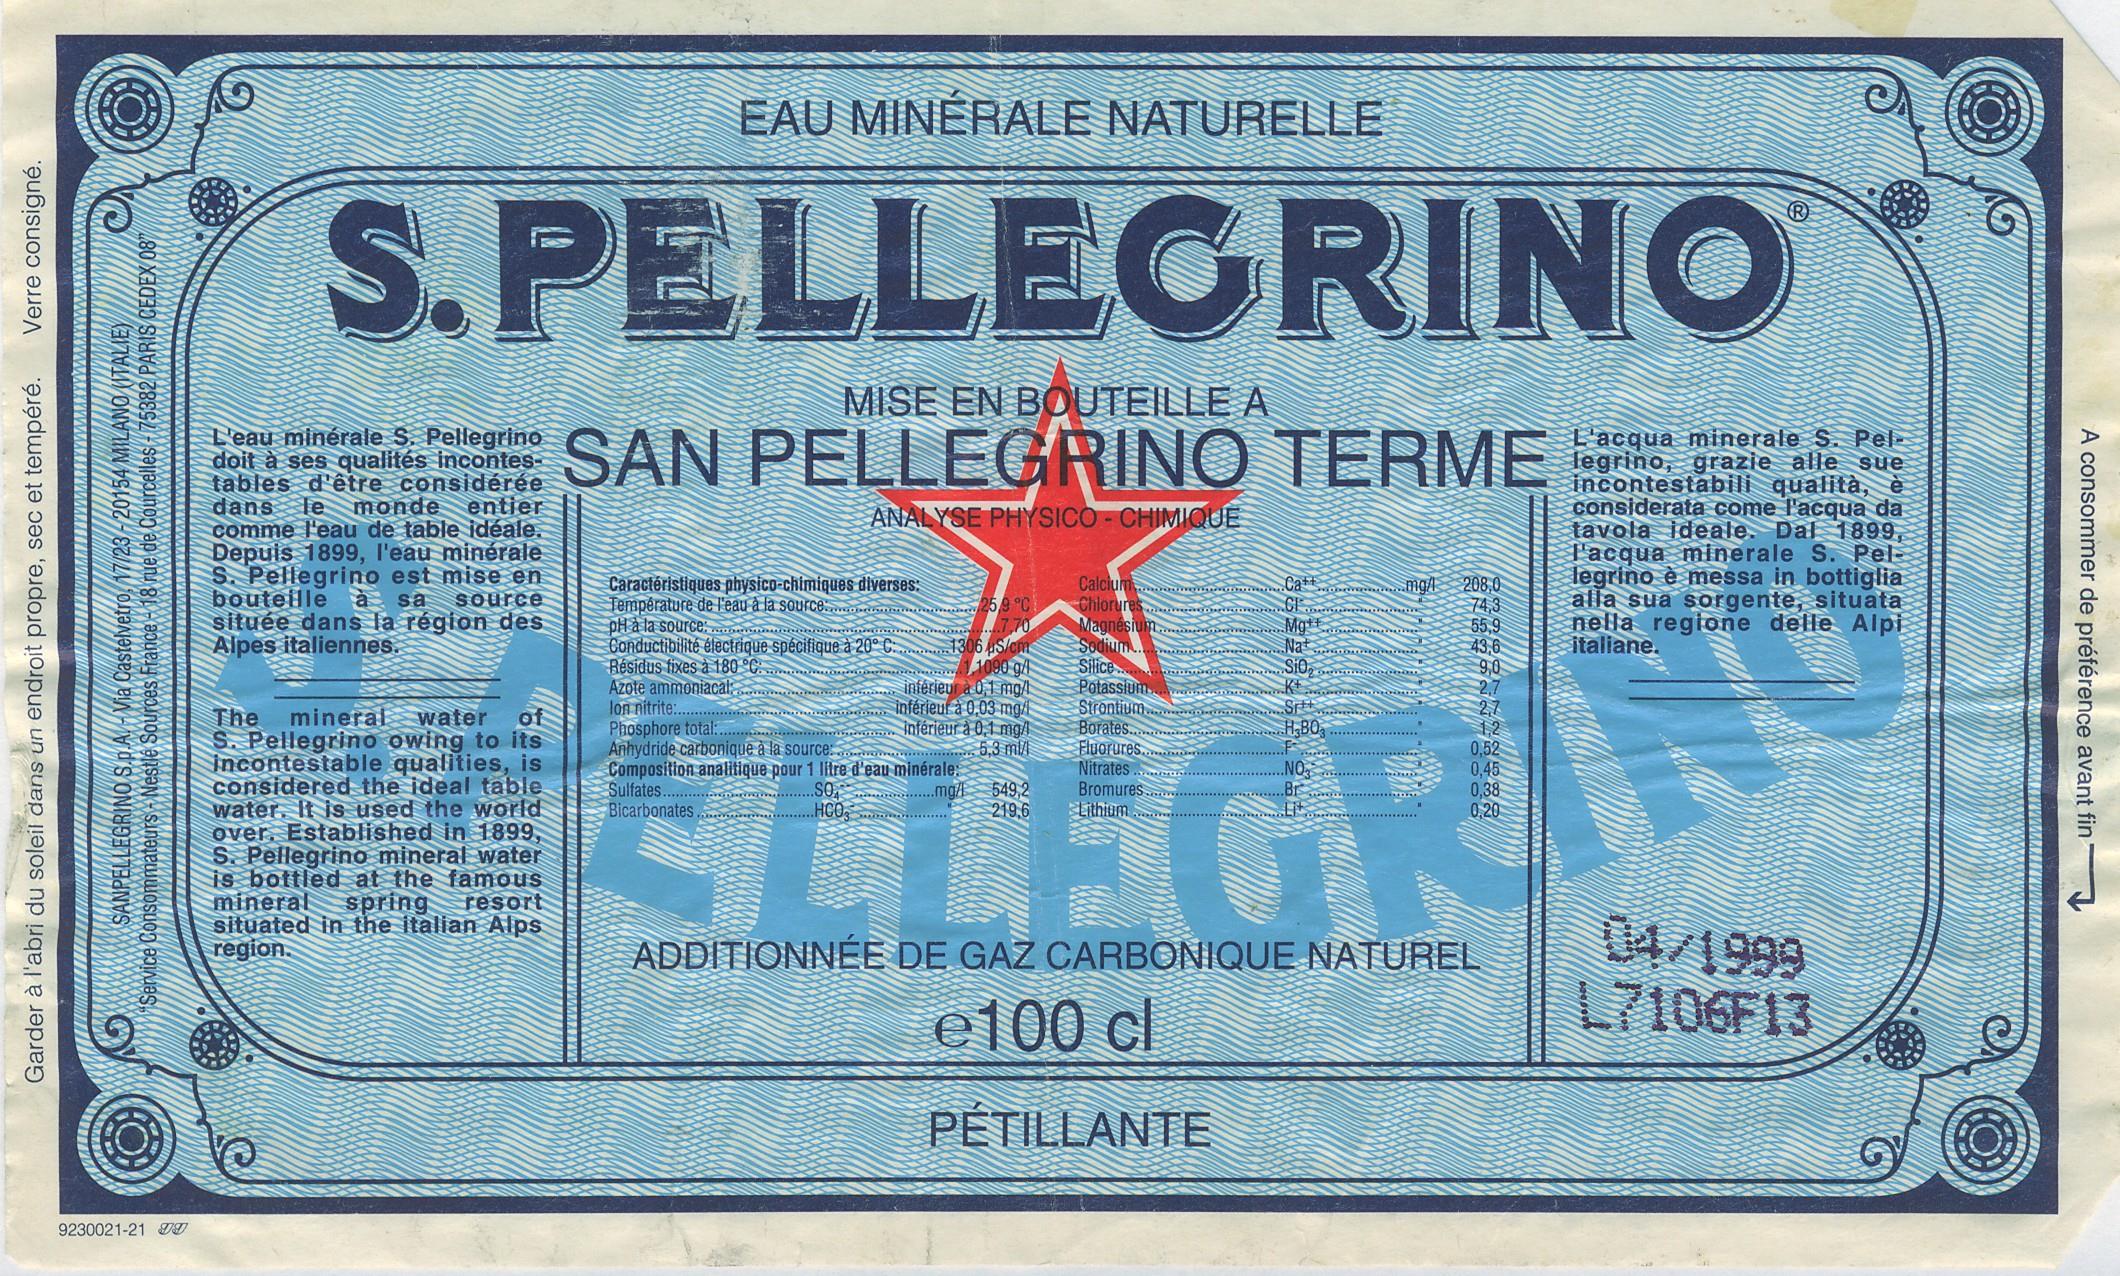 EAU MINÉRALE NATURELLE
S. PELLEGRINO®
MISE EN BOUTEILLE A
SAN PELLEGRINO TERME
ANALYSE PHYSICO - CHIMIQUE
L'eau minérale S. Pellegrino
doit à ses qualités incontes-
tables d'être considérée
dans le monde entier
comme l'eau de table idéale.
Depuis 1899, l'eau minérale
S. Pellegrino est mise en
bouteille à sa source
située dans la région des
Alpes italiennes.
The mineral water of
S. Pellegrino owing to its
incontestable qualities, is
considered the ideal table
water. It is used the world
over. Established in 1899,
S. Pellegrino mineral water
is bottled at the famous
mineral spring resort
situated in the Italian Alps
region.
Caractéristiques physico-chimiques diverses:
Température de l'eau à la source: 25,9 °C
pH à la source: 7,70
Conductibilité électrique spécifique à 20° C: 1306 µS/cm
Résidus fixes à 180 °C: 1,1090 g/l
Azote ammoniacal: inférieur à 0,1 mg/l
Ion nitrite: inférieur à 0,03 mg/l
Phosphore total: inférieur à 0,1 mg/l
Anhydride carbonique à la source: 5,3 ml/l
Composition analitique pour 1 litre d'eau minérale:
Sulfates SO₄-- mg/l 549,2
Bicarbonates HCO₃- " 219,6
Calcium Ca++ mg/l 208,0
Chlorures Cl- " 74,3
Magnésium Mg++ " 55,9
Sodium Na+ " 43,6
Silice SiO₂ " 9,0
Potassium K+ " 2,7
Strontium Sr++ " 2,7
Borates H₃BO₃ " 1,2
Fluorures F- " 0,52
Nitrates NO₃- " 0,45
Bromures Br- " 0,38
Lithium Li+ " 0,20
L'acqua minerale S. Pel-
legrino, grazie alle sue
incontestabili qualità, è
considerata come l'acqua da
tavola ideale. Dal 1899,
l'acqua minerale S. Pel-
legrino è messa in bottiglia
alla sua sorgente, situata
nella regione delle Alpi
italiane.
S. PELLEGRINO
ADDITIONNÉE DE GAZ CARBONIQUE NATUREL
℮100 cl
04/1999
L7106F13
PÉTILLANTE
Garder à l'abri du soleil dans un endroit propre, sec et tempéré. Verre consigné.
SANPELLEGRINO S.p.A. - Via Castelvetro, 17/23 - 20154 MILANO (ITALIE)
"Service Consommateurs - Nestlé Sources France - 18 rue de Courcelles - 75382 PARIS CEDEX 08"
A consommer de préférence avant fin
9230021-21